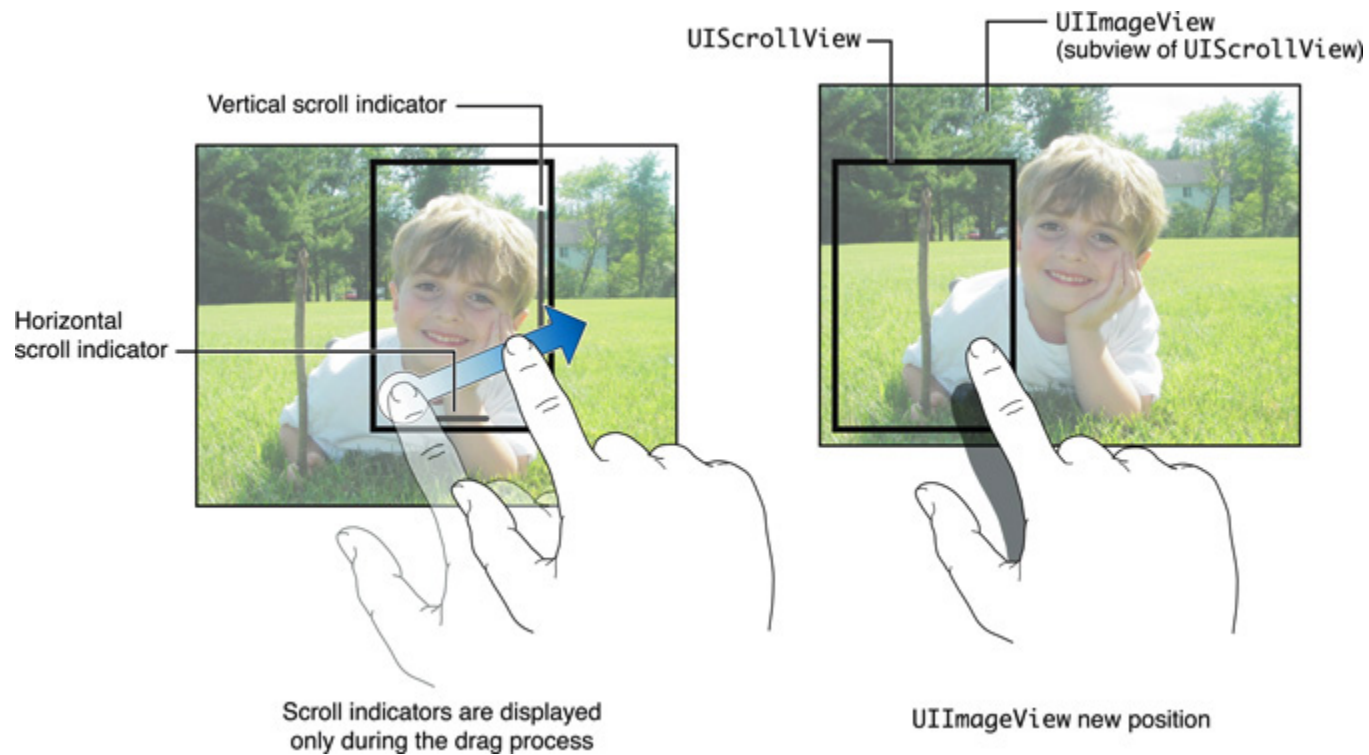 UIScrollView
UIImageView
(subview of UIScrollView)
Vertical scroll indicator
Horizontal
scroll indicator
Scroll indicators are displayed
only during the drag process
UIImageView new position